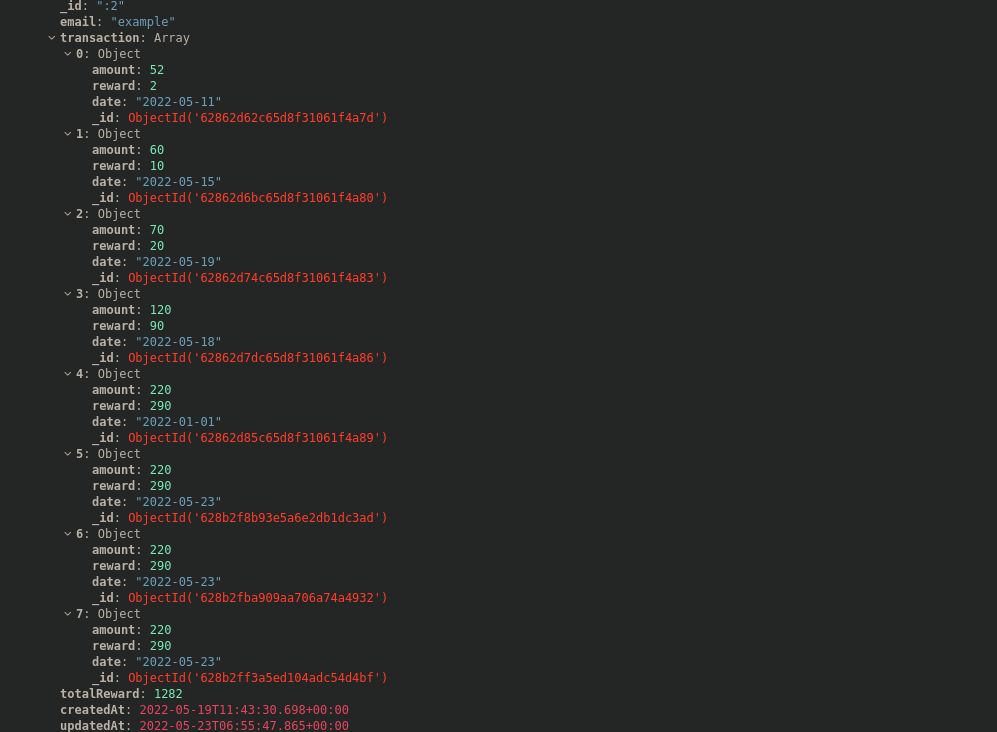 _id: ":2"
email: "example"
transaction: Array
0: Object
amount: 52
reward: 2
date: "2022-05-11"
_id: ObjectId('62862d62c65d8f31061f4a7d')
1: Object
amount: 60
reward: 10
date: "2022-05-15"
_id: ObjectId('62862d6bc65d8f31061f4a80')
2: Object
amount: 70
reward: 20
date: "2022-05-19"
_id: ObjectId('62862d74c65d8f31061f4a83')
3: Object
amount: 120
reward: 90
date: "2022-05-18"
_id: ObjectId('62862d7dc65d8f31061f4a86')
4: Object
amount: 220
reward: 290
date: "2022-01-01"
_id: ObjectId('62862d85c65d8f31061f4a89')
5: Object
amount: 220
reward: 290
date: "2022-05-23"
_id: ObjectId('628b2f8b93e5a6e2db1dc3ad')
6: Object
amount: 220
reward: 290
date: "2022-05-23"
_id: ObjectId('628b2fba909aa706a74a4932')
7: Object
amount: 220
reward: 290
date: "2022-05-23"
_id: ObjectId('628b2ff3a5ed104adc54d4bf')
totalReward: 1282
createdAt: 2022-05-19T11:43:30.698+00:00
updatedAt: 2022-05-23T06:55:47.865+00:00